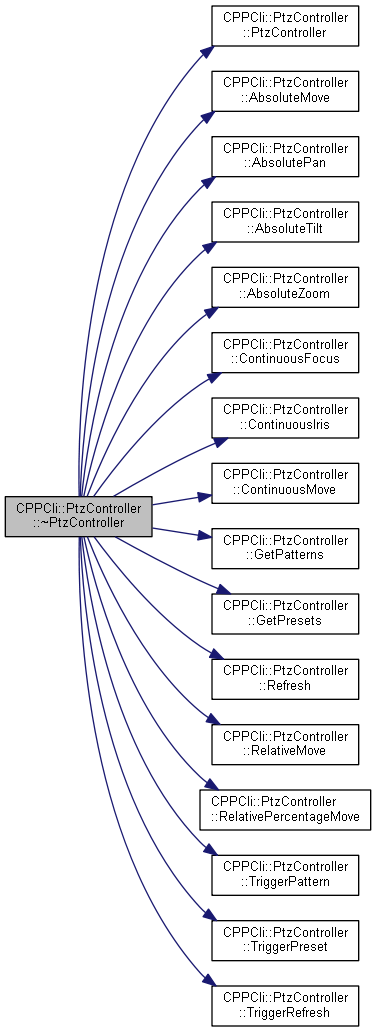 CPPCli::PtzController
::PtzController
CPPCli::PtzController
::AbsoluteMove
CPPCli::PtzController
::AbsolutePan
CPPCli::PtzController
::AbsoluteTilt
CPPCli::PtzController
::AbsoluteZoom
CPPCli::PtzController
::ContinuousFocus
CPPCli::PtzController
::ContinuousIris
CPPCli::PtzController
::ContinuousMove
CPPCli::PtzController
::~PtzController
CPPCli::PtzController
::GetPatterns
CPPCli::PtzController
::GetPresets
CPPCli::PtzController
::Refresh
CPPCli::PtzController
::RelativeMove
CPPCli::PtzController
::RelativePercentageMove
CPPCli::PtzController
::TriggerPattern
CPPCli::PtzController
::TriggerPreset
CPPCli::PtzController
::TriggerRefresh